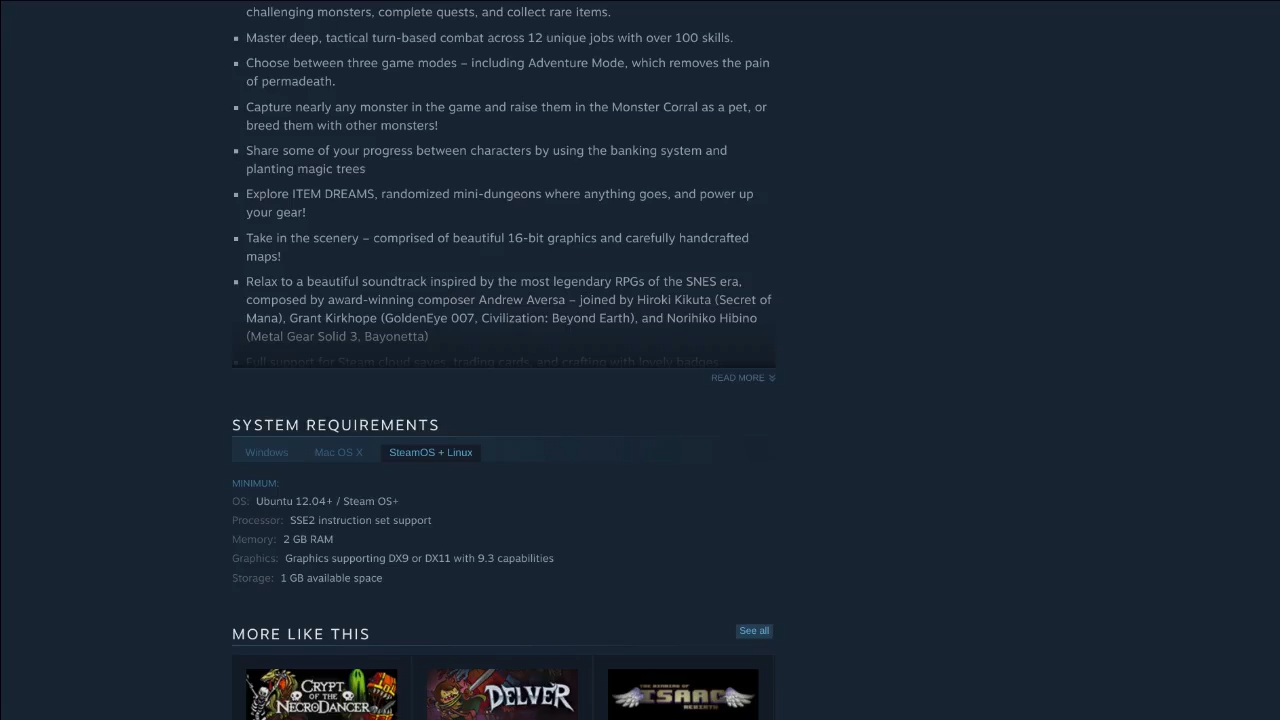 challenging monsters, complete quests, and collect rare items.
Master deep, tactical turn-based combat across 12 unique jobs with over 100 skills.
Choose between three game modes – including Adventure Mode, which removes the pain
of permadeath.
Capture nearly any monster in the game and raise them in the Monster Corral as a pet, or
breed them with other monsters!
Share some of your progress between characters by using the banking system and
planting magic trees
Explore ITEM DREAMS, randomized mini-dungeons where anything goes, and power up
your gear!
Take in the scenery – comprised of beautiful 16-bit graphics and carefully handcrafted
maps!
Relax to a beautiful soundtrack inspired by the most legendary RPGs of the SNES era,
composed by award-winning composer Andrew Aversa – joined by Hiroki Kikuta (Secret of
Mana), Grant Kirkhope (GoldenEye 007, Civilization: Beyond Earth), and Norihiko Hibino
(Metal Gear Solid 3, Bayonetta)
Full support for Steam cloud saves, trading cards, and crafting with lovely badges
READ MORE
SYSTEM REQUIREMENTS
Windows Mac OS X SteamOS + Linux
MINIMUM:
OS: Ubuntu 12.04+ / Steam OS+
Processor: SSE2 instruction set support
Memory: 2 GB RAM
Graphics: Graphics supporting DX9 or DX11 with 9.3 capabilities
Storage: 1 GB available space
MORE LIKE THIS
See all
CRYPT
OF THE
NECRODANCER
DELVER
THE BINDING OF
ISAAC
REBIRTH